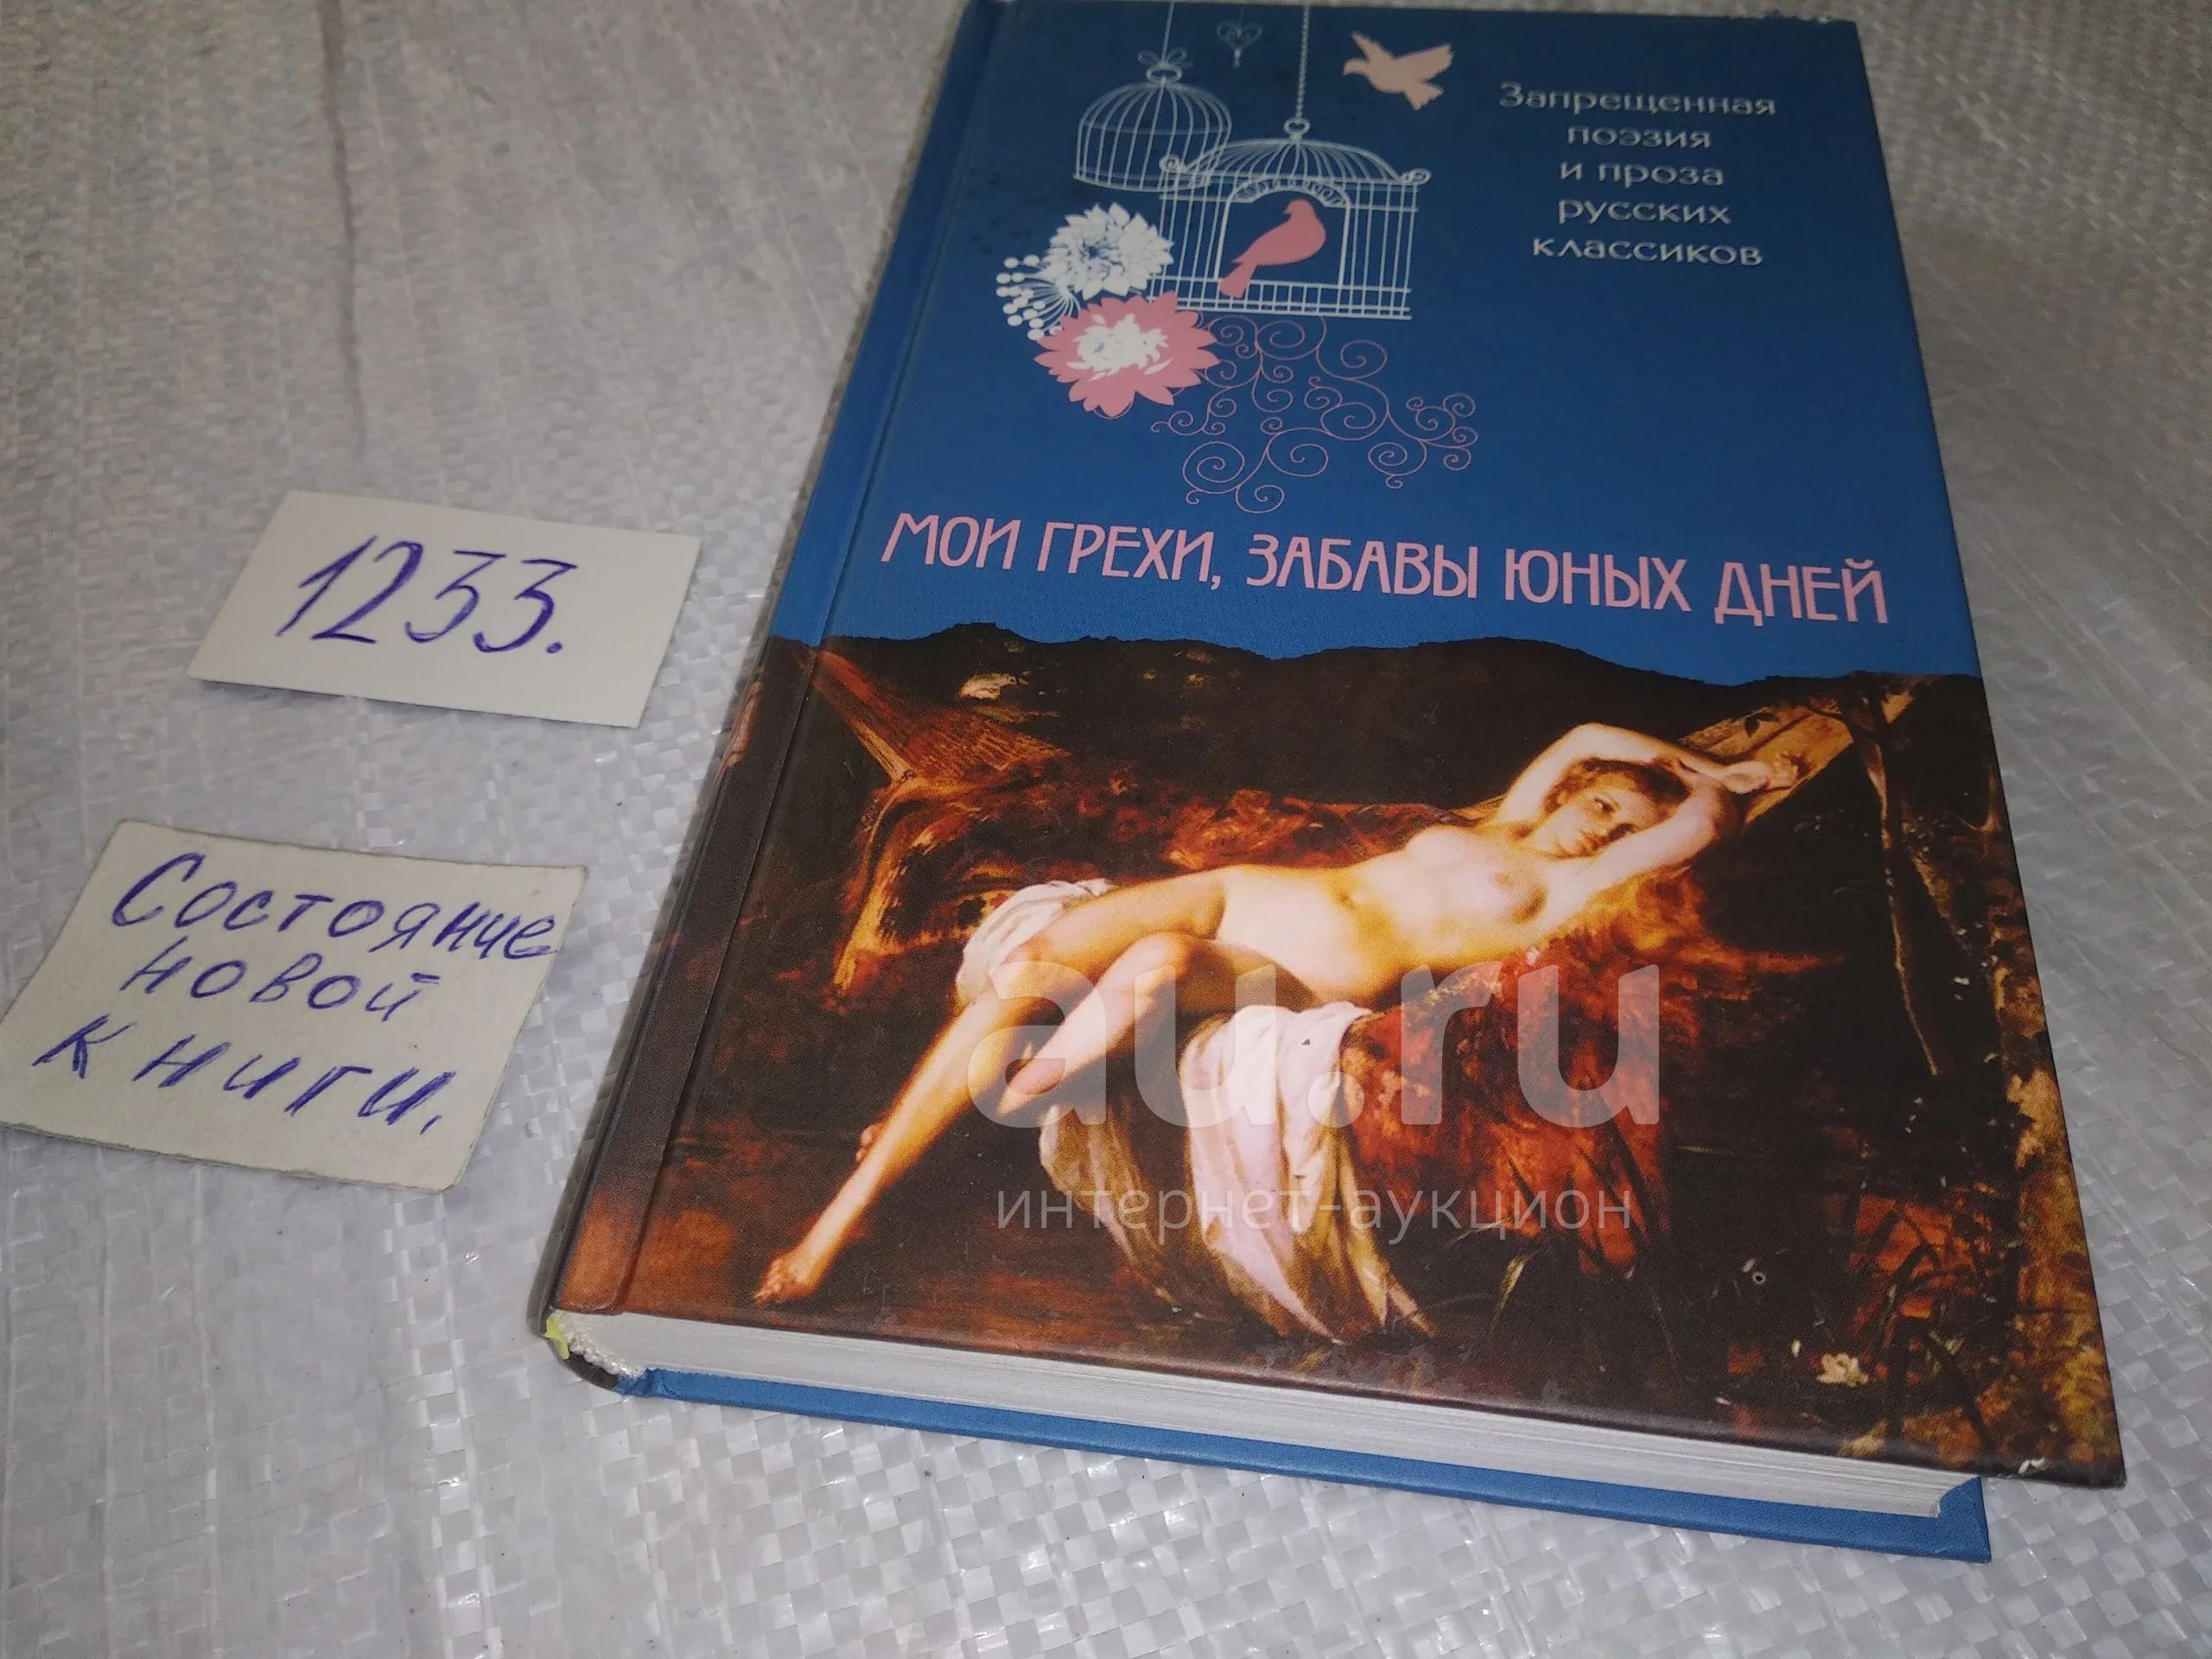 Запрещенная
поэзия
и проза
русских
классиков
МОИ ГРЕХИ, ЗАБАВЫ ЮНЫХ ДНЕЙ
1233.
Состояние
новой
книги.
au.ru
интернет-аукцион